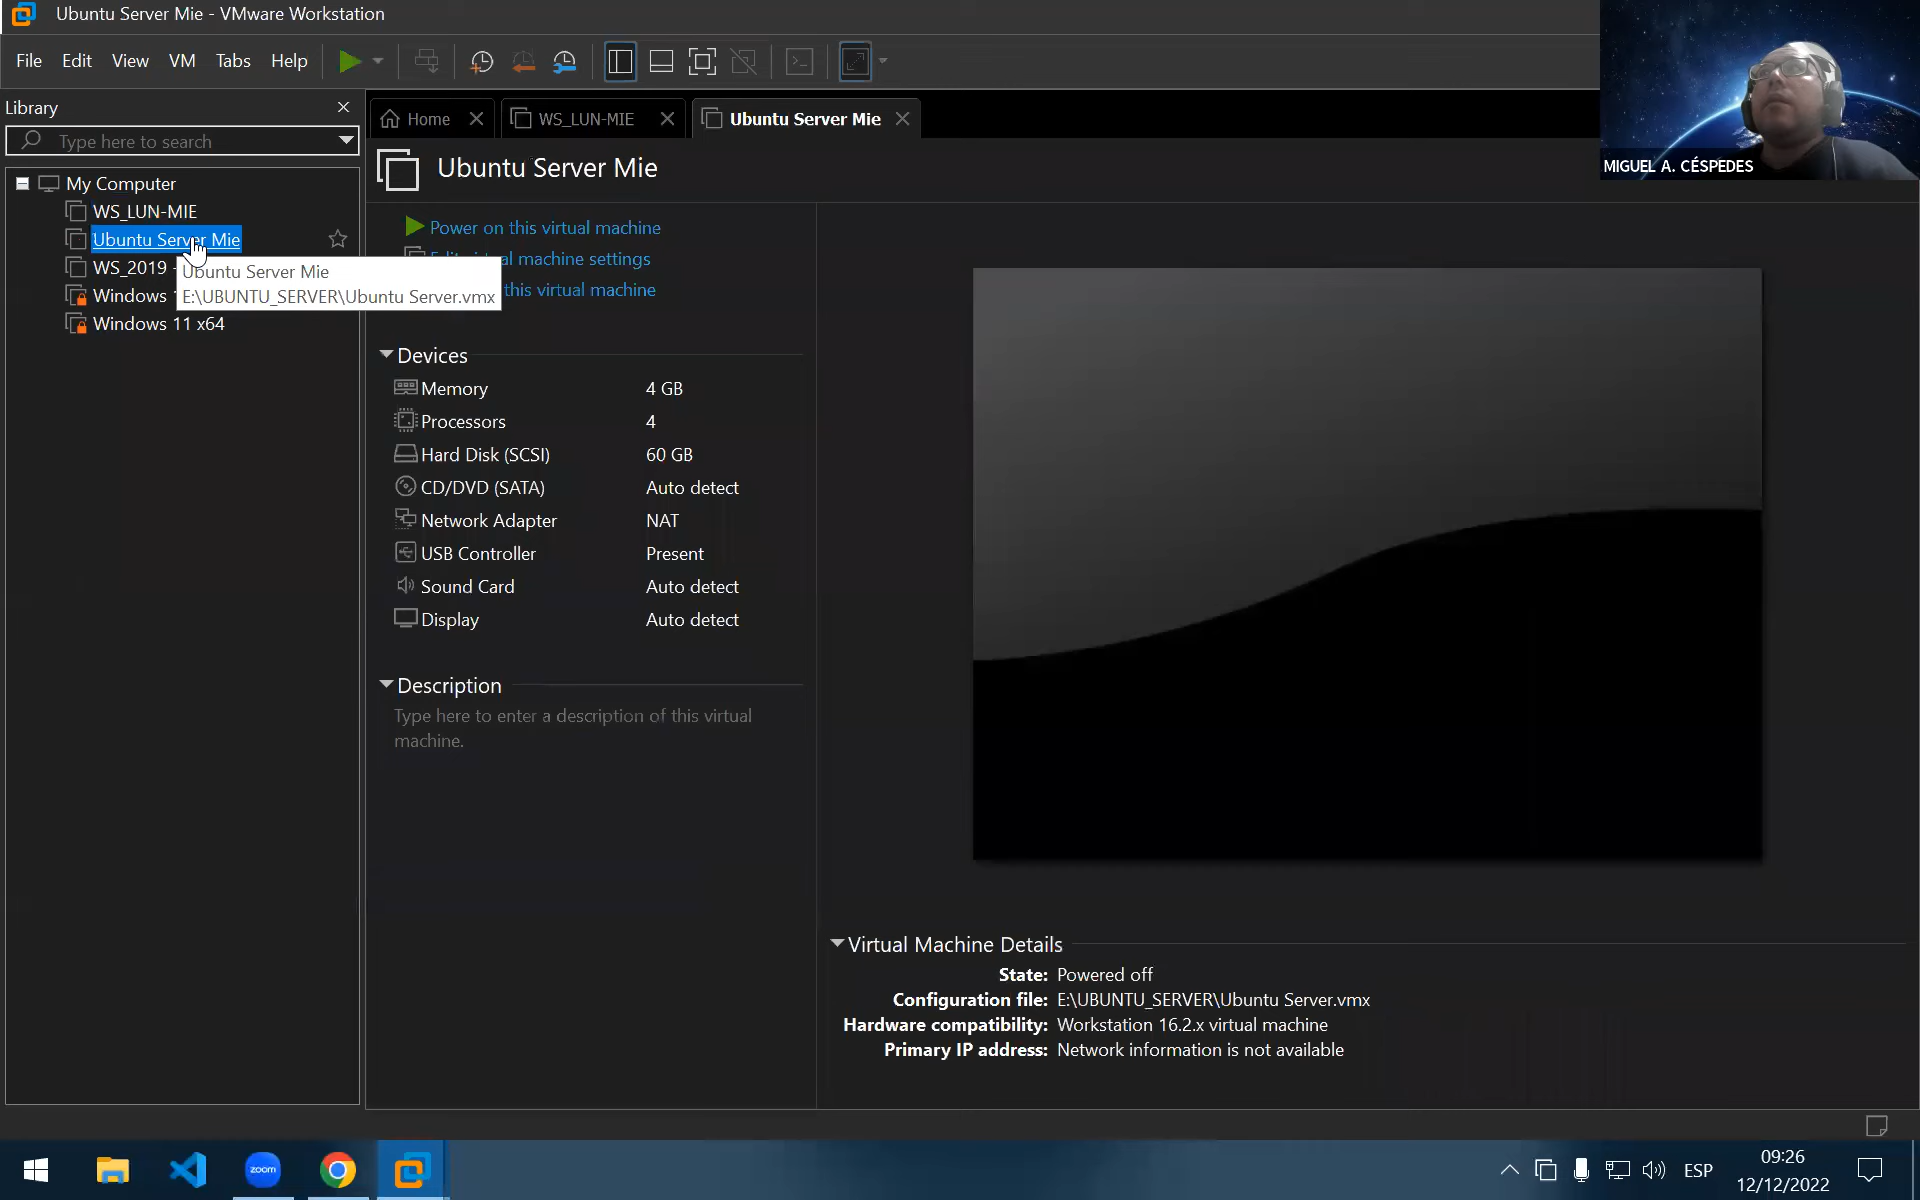 Ubuntu Server Mie - VMware Workstation
File Edit View VM Tabs Help
Library
Type here to search
My Computer
WS_LUN-MIE
Ubuntu Server Mie
WS_2019 -
Windows
Windows 11 x64
Ubuntu Server Mie
E:\UBUNTU_SERVER\Ubuntu Server.vmx
Home
WS_LUN-MIE
Ubuntu Server Mie
Ubuntu Server Mie
Power on this virtual machine
machine settings
this virtual machine
Devices
Memory 4 GB
Processors 4
Hard Disk (SCSI) 60 GB
CD/DVD (SATA) Auto detect
Network Adapter NAT
USB Controller Present
Sound Card Auto detect
Display Auto detect
Description
Type here to enter a description of this virtual
machine.
MIGUEL A. CÉSPEDES
Virtual Machine Details
State: Powered off
Configuration file: E:\UBUNTU_SERVER\Ubuntu Server.vmx
Hardware compatibility: Workstation 16.2.x virtual machine
Primary IP address: Network information is not available
zoom
ESP
09:26
12/12/2022